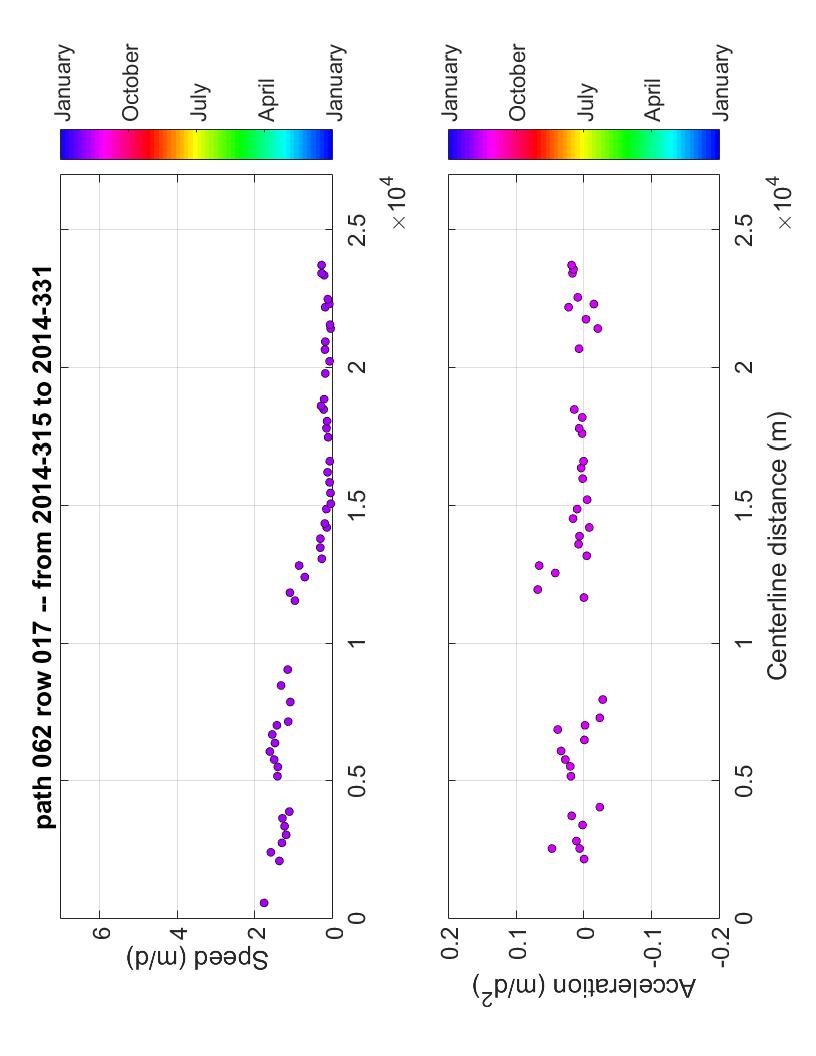 path 062 row 017 -- from 2014-315 to 2014-331
Speed (m/d)
6
4
2
0
0
0.5
1
1.5
2
2.5
×10⁴
January
October
July
April
January
Acceleration (m/d²)
0.2
0.1
0
-0.1
-0.2
0
0.5
1
1.5
2
2.5
×10⁴
Centerline distance (m)
January
October
July
April
January